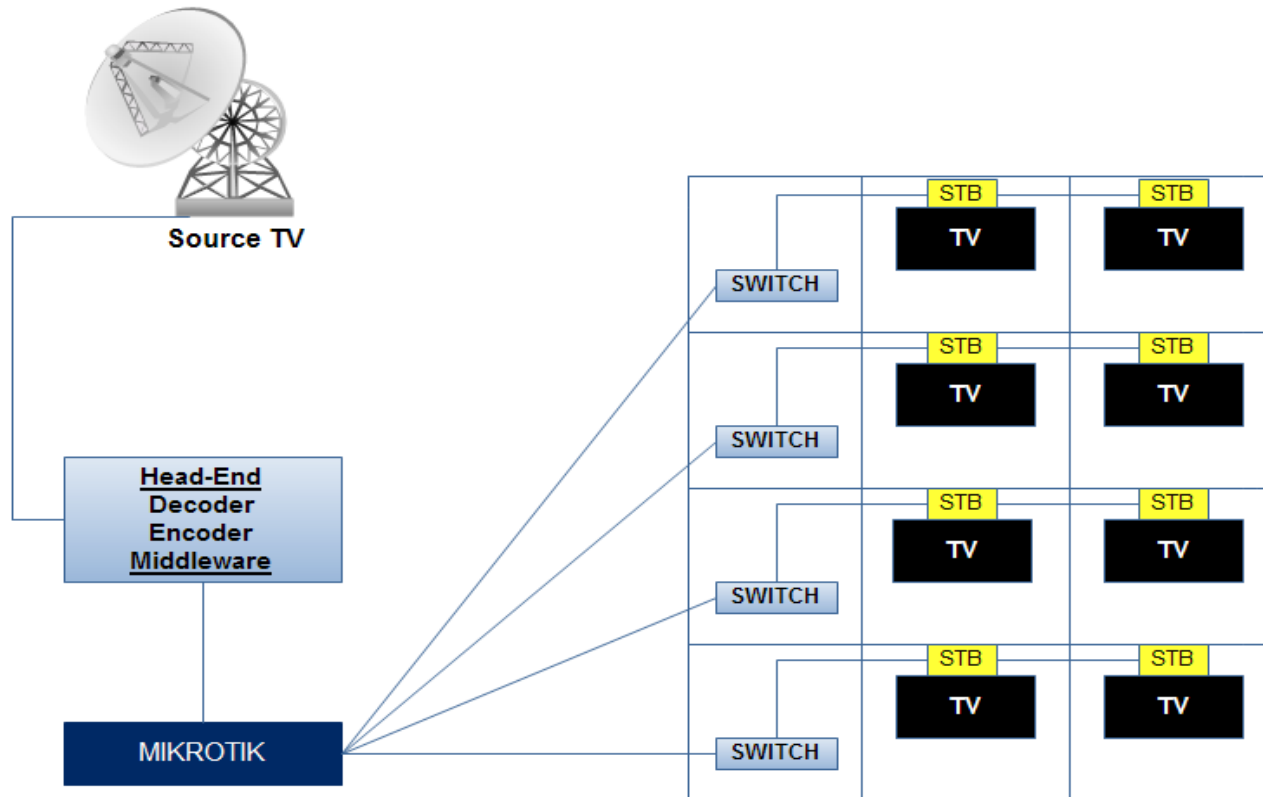 Source TV
Head-End
Decoder
Encoder
Middleware
MIKROTIK
STB STB
TV TV
SWITCH
STB STB
TV TV
SWITCH
STB STB
TV TV
SWITCH
STB STB
TV TV
SWITCH